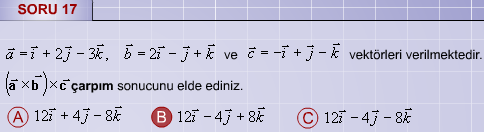 SORU 17
a⃗ = i⃗ + 2j⃗ − 3k⃗, b⃗ = 2i⃗ − j⃗ + k⃗ ve c⃗ = −i⃗ + j⃗ − k⃗ vektörleri verilmektedir.
(a⃗ × b⃗) × c⃗ çarpım sonucunu elde ediniz.
A 12i⃗ + 4j⃗ − 8k⃗ B 12i⃗ − 4j⃗ + 8k⃗ C 12i⃗ − 4j⃗ − 8k⃗